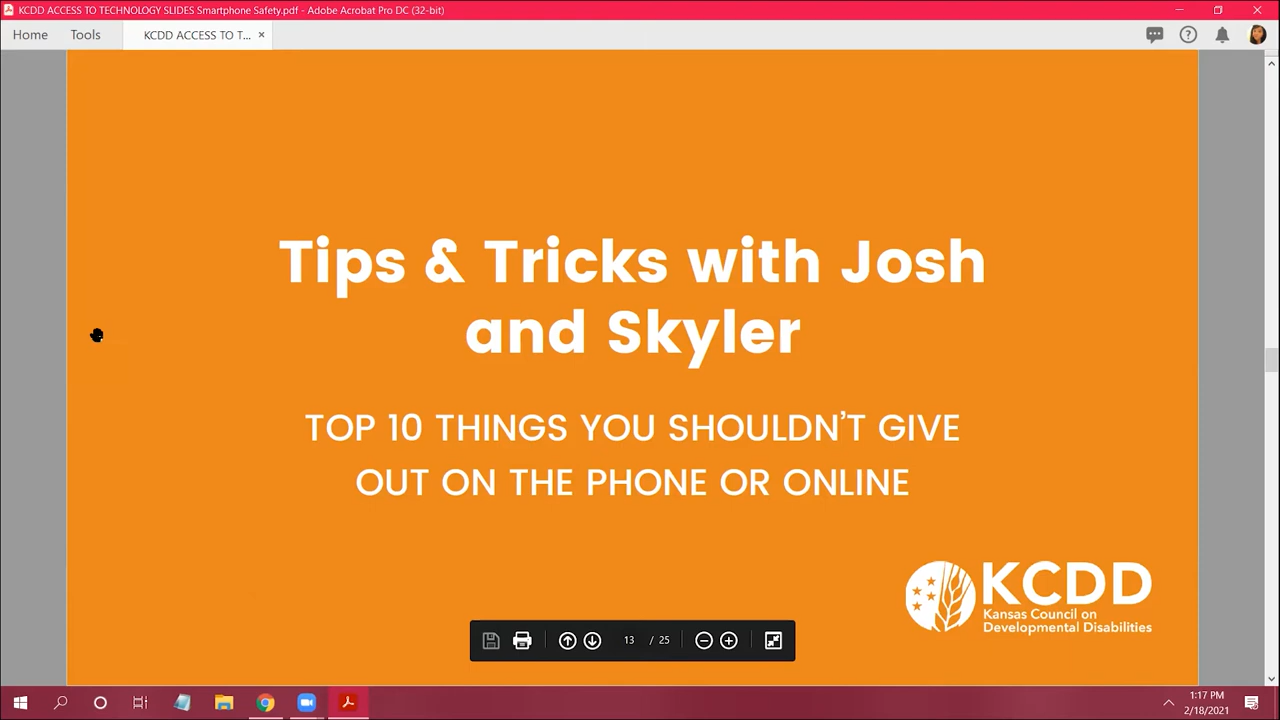 KCDD ACCESS TO TECHNOLOGY SLIDES Smartphone Safety.pdf - Adobe Acrobat Pro DC (32-bit)
Home Tools KCDD ACCESS TO T... ×
Tips & Tricks with Josh
and Skyler
TOP 10 THINGS YOU SHOULDN'T GIVE
OUT ON THE PHONE OR ONLINE
KCDD
Kansas Council on
Developmental Disabilities
13 / 25
1:17 PM
2/18/2021